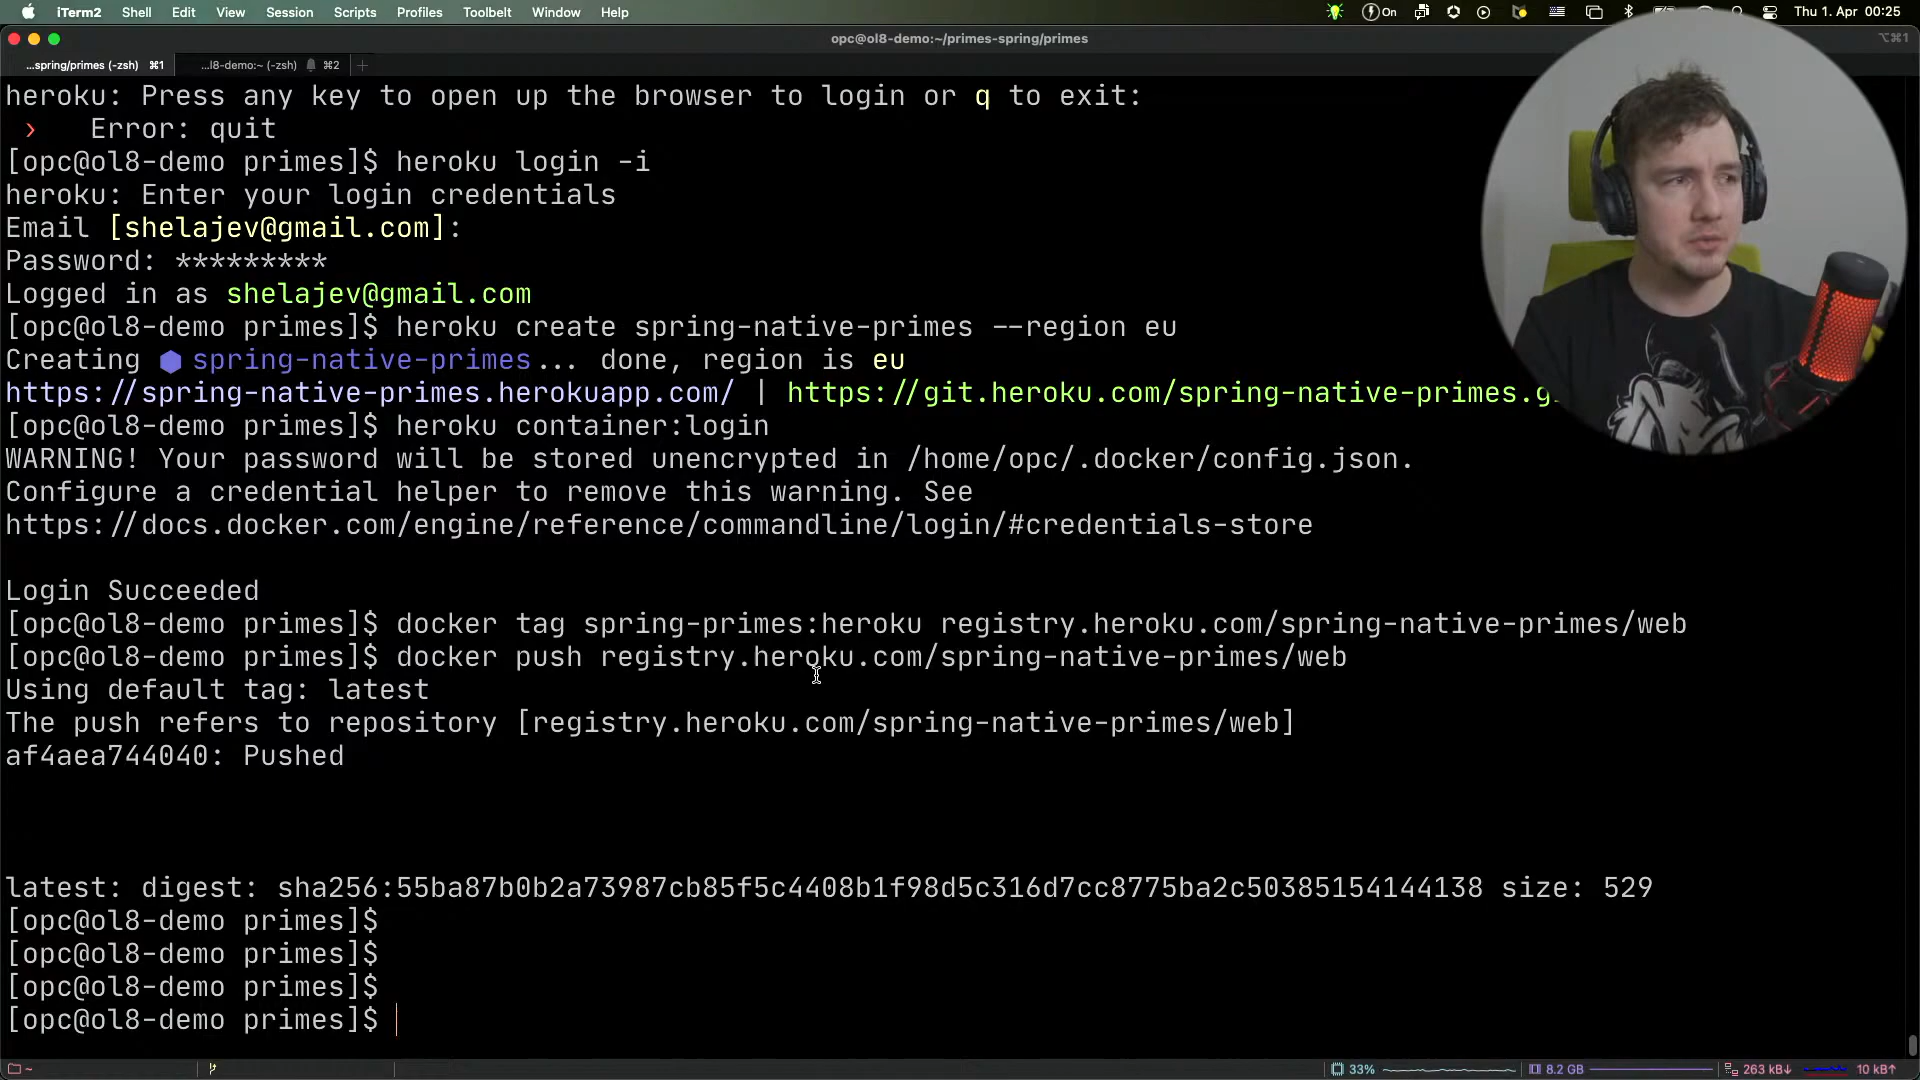 iTerm2 Shell Edit View Session Scripts Profiles Toolbelt Window Help
On
Thu 1. Apr 00:25
opc@ol8-demo:~/primes-spring/primes
⌥⌘1
...spring/primes (-zsh) ⌘1 ...l8-demo:~ (-zsh) ⌘2
heroku: Press any key to open up the browser to login or q to exit:
› Error: quit
[opc@ol8-demo primes]$ heroku login -i
heroku: Enter your login credentials
Email [shelajev@gmail.com]:
Password: *********
Logged in as shelajev@gmail.com
[opc@ol8-demo primes]$ heroku create spring-native-primes --region eu
Creating ⬢ spring-native-primes... done, region is eu
https://spring-native-primes.herokuapp.com/ | https://git.heroku.com/spring-native-primes.g
[opc@ol8-demo primes]$ heroku container:login
WARNING! Your password will be stored unencrypted in /home/opc/.docker/config.json.
Configure a credential helper to remove this warning. See
https://docs.docker.com/engine/reference/commandline/login/#credentials-store
Login Succeeded
[opc@ol8-demo primes]$ docker tag spring-primes:heroku registry.heroku.com/spring-native-primes/web
[opc@ol8-demo primes]$ docker push registry.heroku.com/spring-native-primes/web
Using default tag: latest
The push refers to repository [registry.heroku.com/spring-native-primes/web]
af4aea744040: Pushed
latest: digest: sha256:55ba87b0b2a73987cb85f5c4408b1f98d5c316d7cc8775ba2c50385154144138 size: 529
[opc@ol8-demo primes]$
[opc@ol8-demo primes]$
[opc@ol8-demo primes]$
[opc@ol8-demo primes]$
~ 33% 8.2 GB 263 kB↓ 10 kB↑